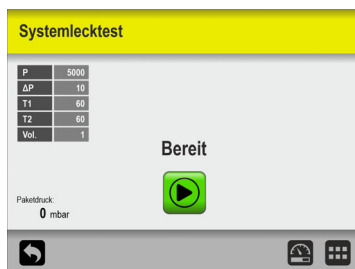 Systemlecktest
P 5000
ΔP 10
T1 60
T2 60
Vol. 1
Bereit
Paketdruck:
0 mbar